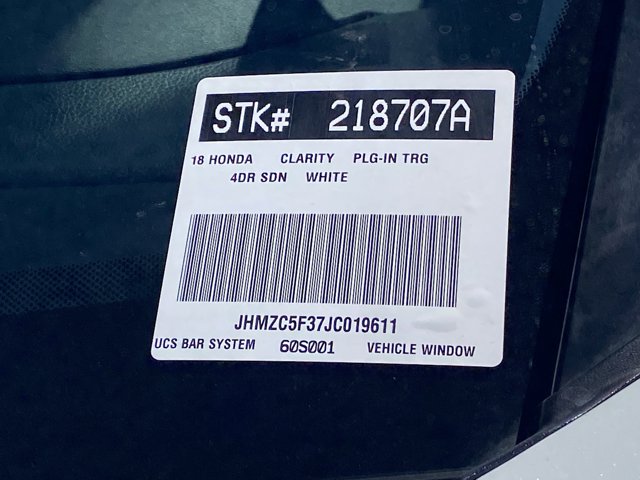 STK# 218707A
18 HONDA CLARITY PLG-IN TRG
4DR SDN WHITE
JHMZC5F37JC019611
UCS BAR SYSTEM 60S001 VEHICLE WINDOW